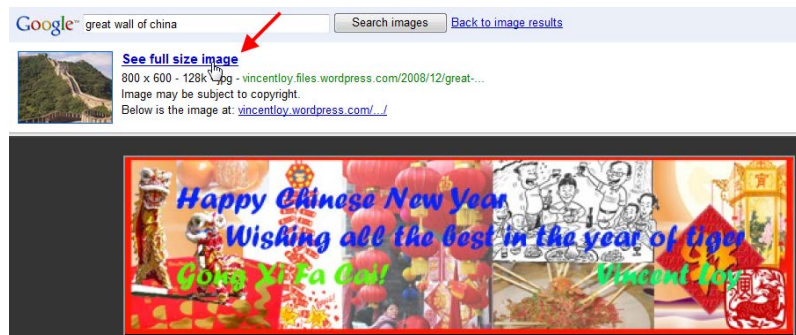 Google™ great wall of china Search images Back to image results
See full size image
800 x 600 - 128k - jpg - vincentloy.files.wordpress.com/2008/12/great-...
Image may be subject to copyright.
Below is the image at: vincentloy.wordpress.com/.../
Happy Chinese New Year
Wishing all the best in the year of tiger
Gong Xi Fa Cai!
Vincent Loy